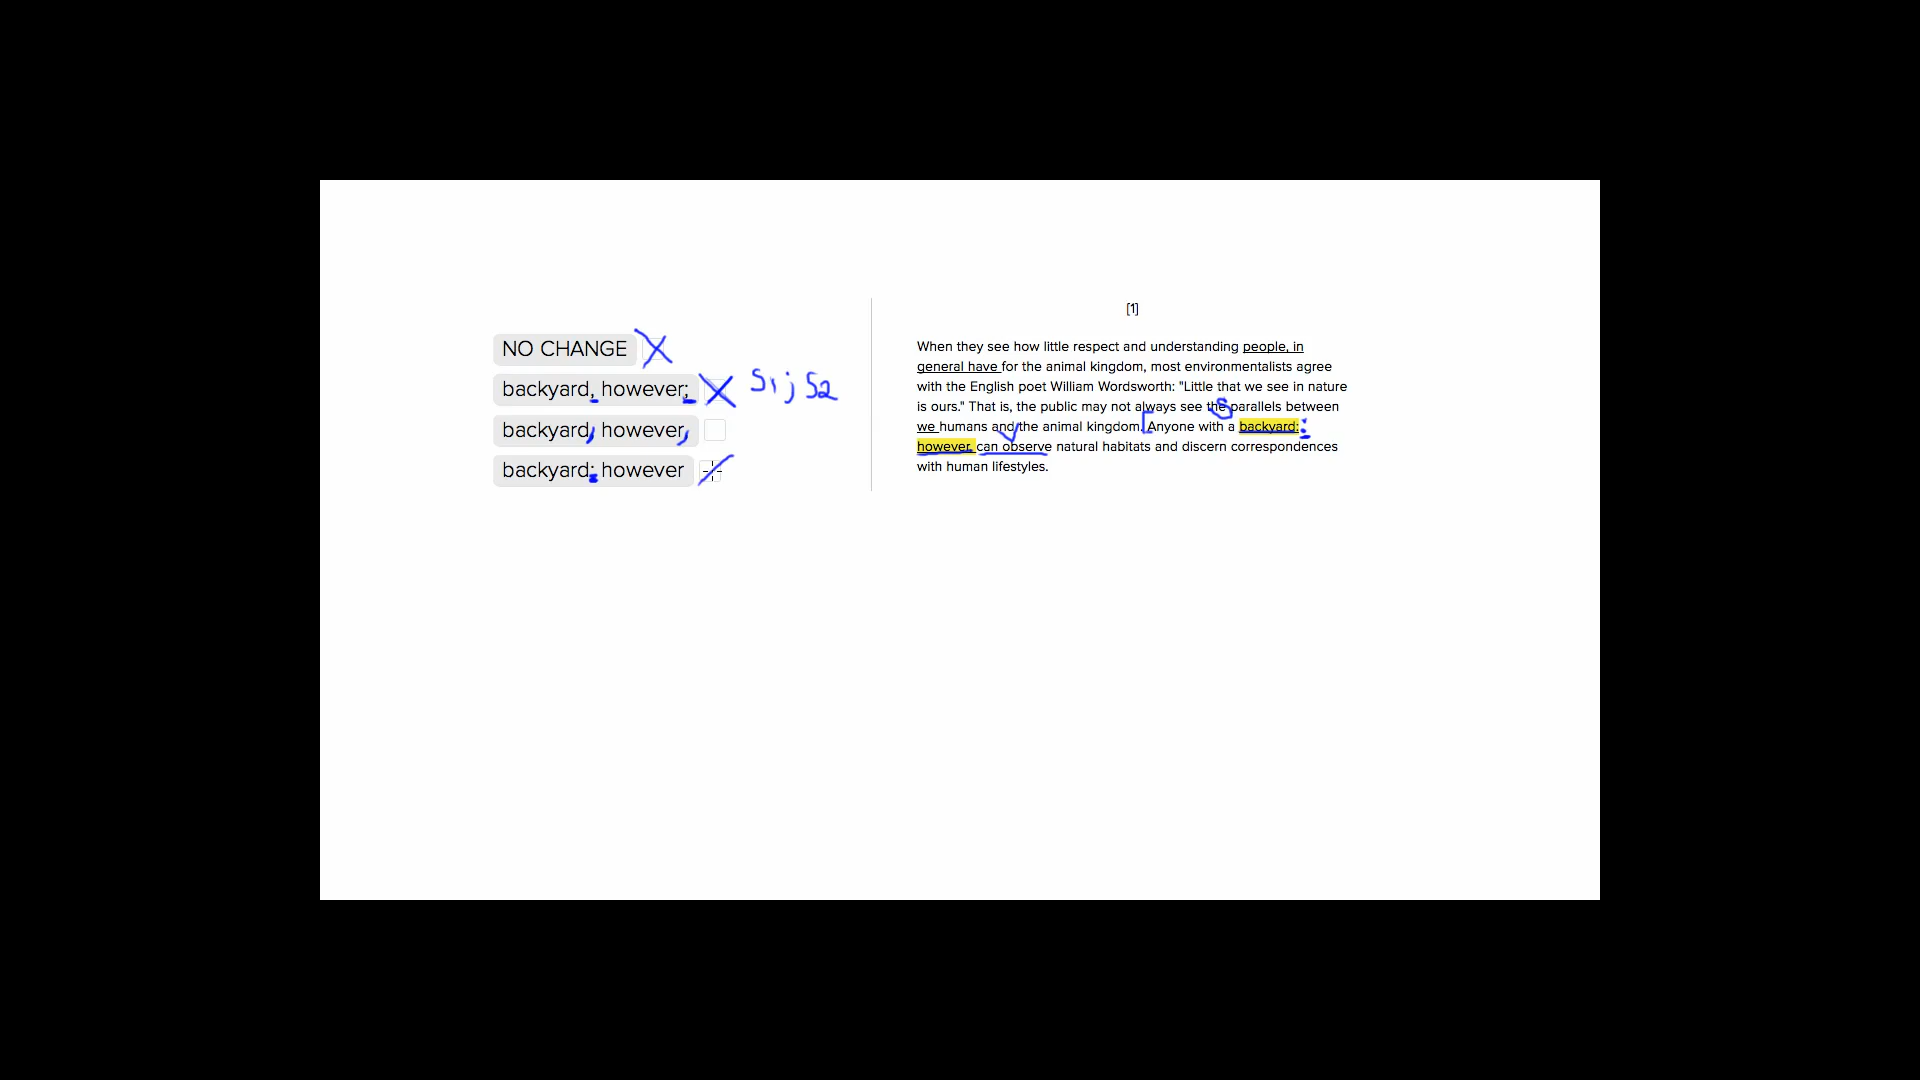 NO CHANGE
backyard, however;
S1; S2
backyard, however,
backyard: however
[1]
When they see how little respect and understanding people, in
general have for the animal kingdom, most environmentalists agree
with the English poet William Wordsworth: "Little that we see in nature
is ours." That is, the public may not always see the parallels between
S
we humans and the animal kingdom. [Anyone with a backyard:
V
however, can observe natural habitats and discern correspondences
with human lifestyles.